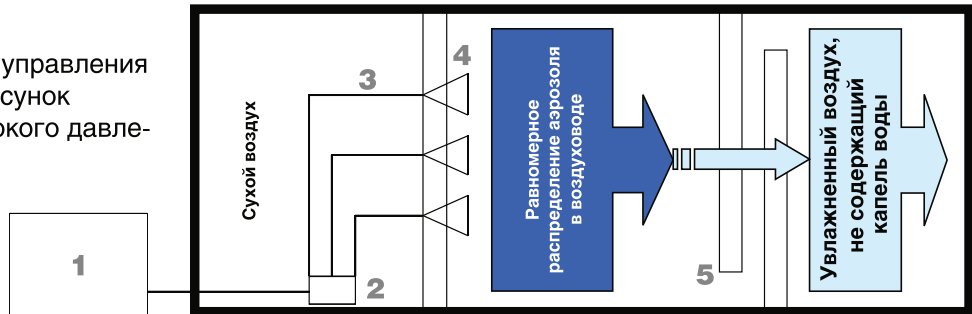 управления
сунок
окого давле-
1
2
3
4
5
Сухой воздух
Равномерное
распределение аэрозоля
в воздуховоде
Увлажненный воздух,
не содержащий
капель воды